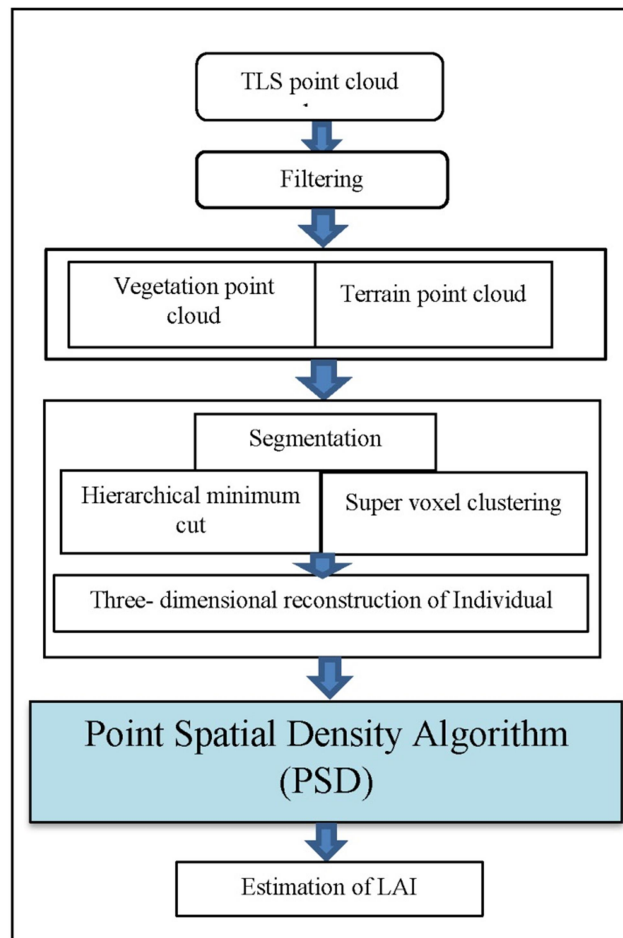 TLS point cloud
Filtering
Vegetation point
cloud
Terrain point cloud
Segmentation
Hierarchical minimum
cut
Super voxel clustering
Three- dimensional reconstruction of Individual
Point Spatial Density Algorithm
(PSD)
Estimation of LAI